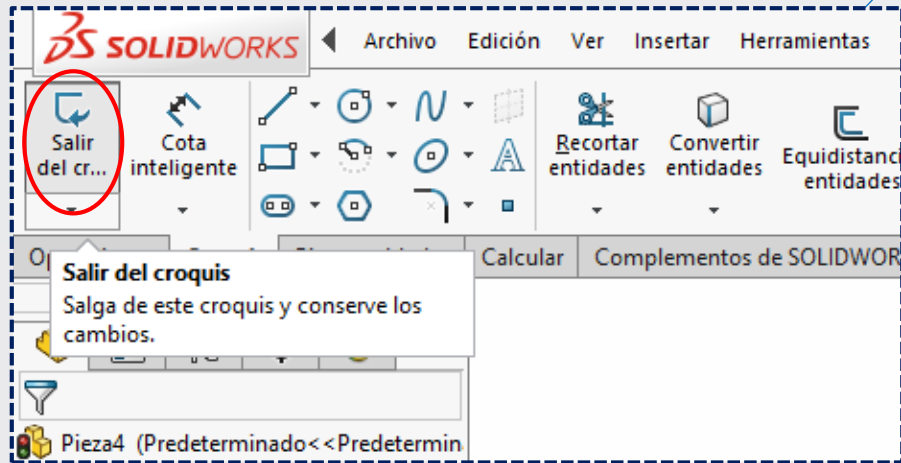 SOLIDWORKS Archivo Edición Ver Insertar Herramientas
Salir
del cr...
Cota
inteligente
Recortar
entidades
Convertir
entidades
Equidistanci
entidades
Calcular Complementos de SOLIDWOR
Salir del croquis
Salga de este croquis y conserve los
cambios.
Pieza4 (Predeterminado<<Predetermin